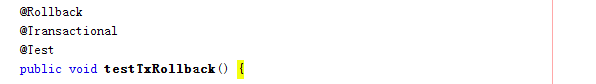 @Rollback
@Transactional
@Test
public void testTxRollback() {